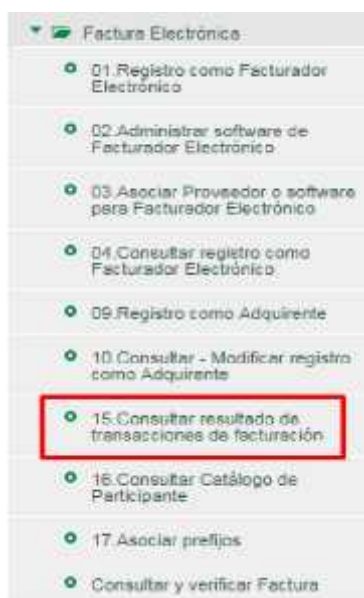 Factura Electrónica
01.Registro como Facturador
Electrónico
02.Administrar software de
Facturador Electrónico
03.Asociar Proveedor o software
para Facturador Electrónico
04.Consultar registro como
Facturador Electrónico
09.Registro como Adquirente
10.Consultar - Modificar registro
como Adquirente
15.Consultar resultado de
transacciones de facturación
16.Consultar Catálogo de
Participante
17.Asociar prefijos
Consultar y verificar Factura